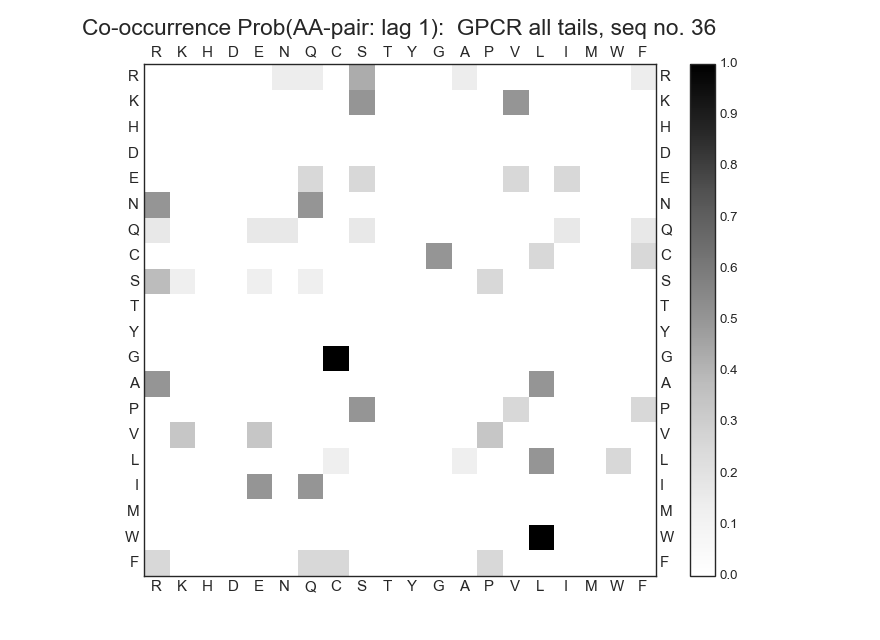 Co-occurrence Prob(AA-pair: lag 1):  GPCR all tails, seq no. 36
R K H D E N Q C S T Y G A P V L I M W F
R R
K K
H H
D D
E E
N N
Q Q
C C
S S
T T
Y Y
G G
A A
P P
V V
L L
I I
M M
W W
F F
R K H D E N Q C S T Y G A P V L I M W F
1.0
0.9
0.8
0.7
0.6
0.5
0.4
0.3
0.2
0.1
0.0